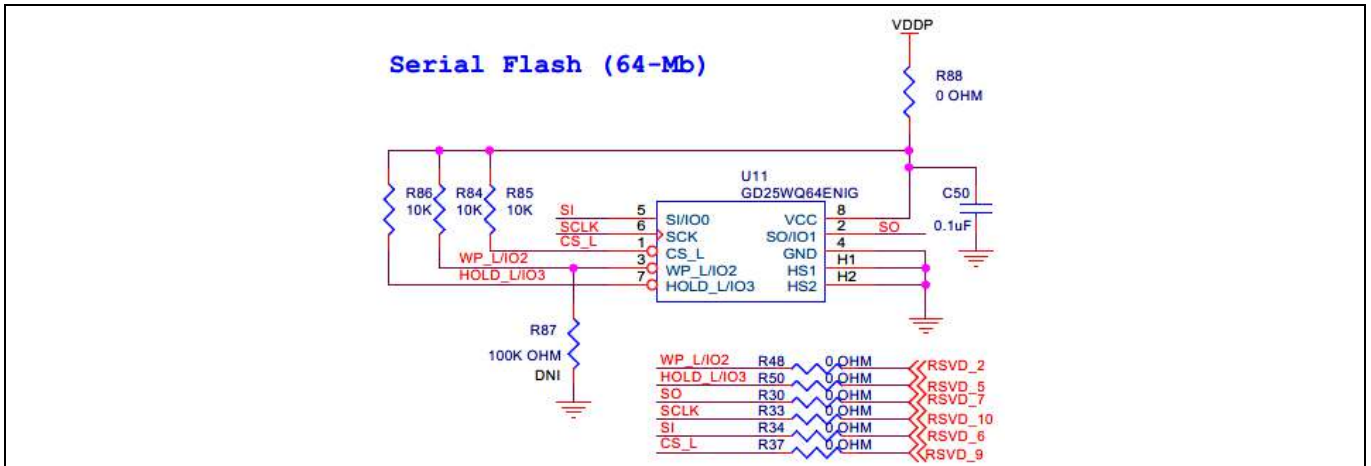 VDDP
Serial Flash (64-Mb)
R88
0 OHM
U11
GD25WQ64ENIG
C50
0.1uF
R86
10K
R84
10K
R85
10K
SI 5 SI/IO0 VCC 8
SCLK 6 SCK SO/IO1 2 SO
CS_L 1 CS_L GND 4
WP_L/IO2 3 WP_L/IO2 HS1 H1
HOLD_L/IO3 7 HOLD_L/IO3 HS2 H2
R87
100K OHM
DNI
WP_L/IO2 R48 0 OHM RSVD_2
HOLD_L/IO3 R50 0 OHM RSVD_5
SO R30 0 OHM RSVD_7
SCLK R33 0 OHM RSVD_10
SI R34 0 OHM RSVD_6
CS_L R37 0 OHM RSVD_9